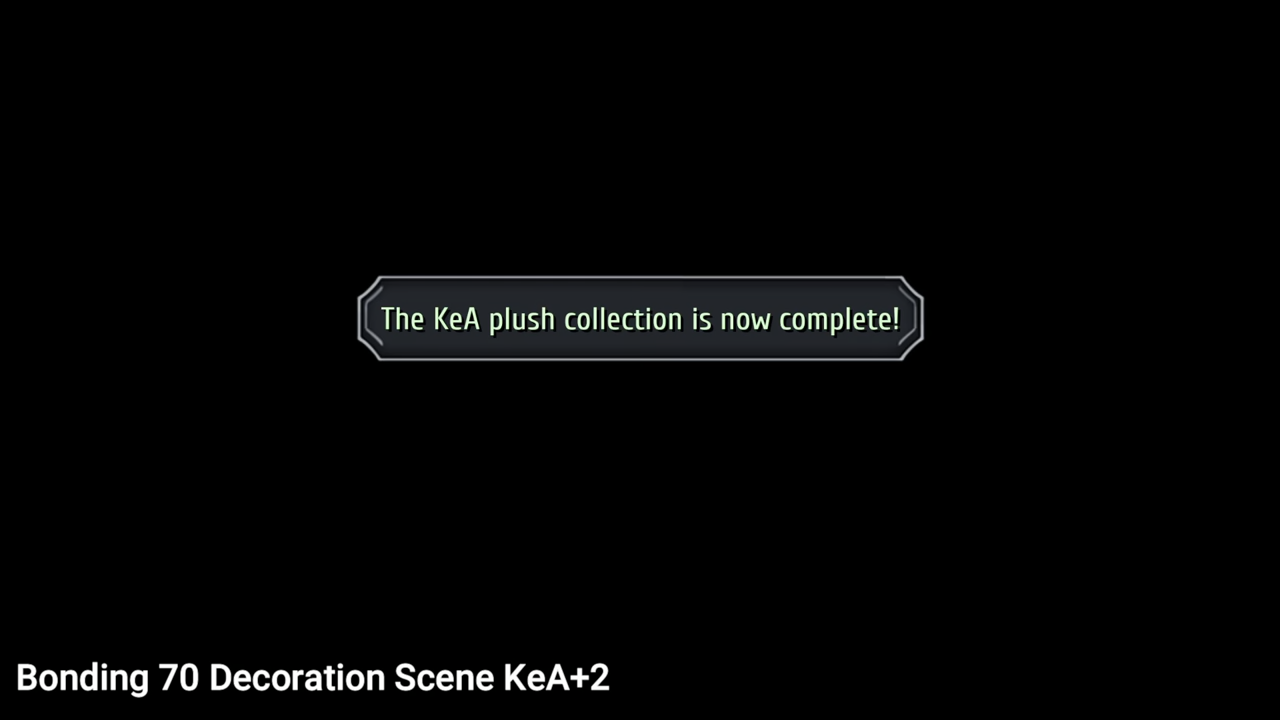 The KeA plush collection is now complete!
Bonding 70 Decoration Scene KeA+2